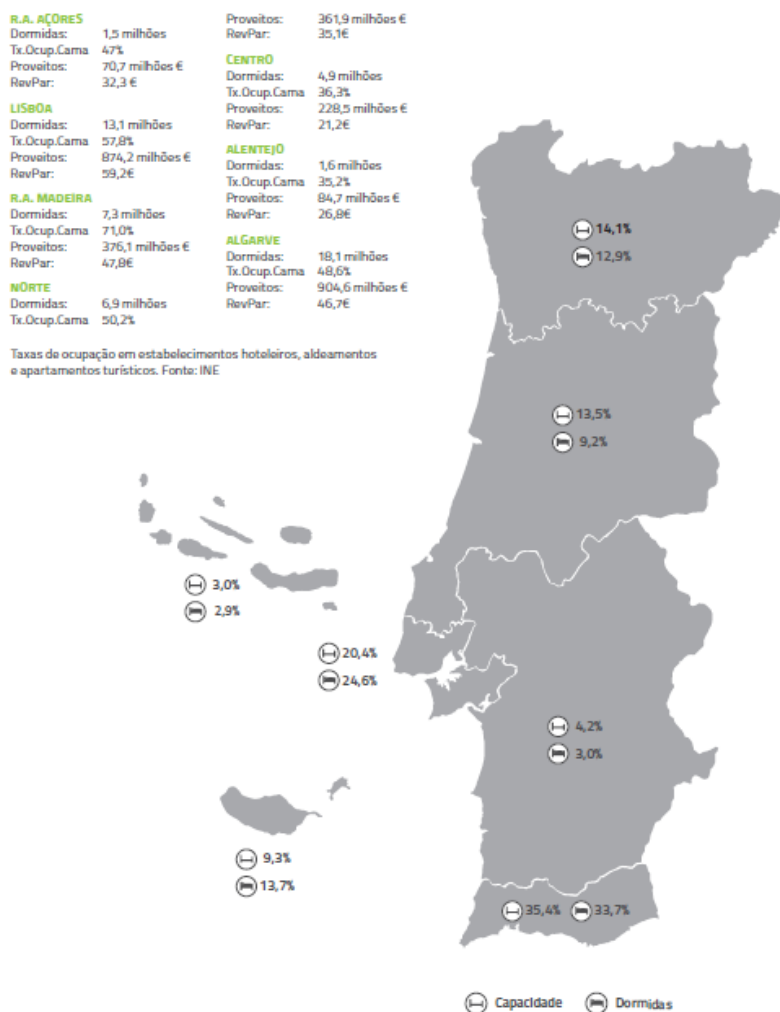 R.A. AÇORES
Dormidas: 1,5 milhões
Tx.Ocup.Cama 47%
Proveitos: 70,7 milhões €
RevPar: 32,3 €
LISBOA
Dormidas: 13,1 milhões
Tx.Ocup.Cama 57,8%
Proveitos: 874,2 milhões €
RevPar: 59,2€
R.A. MADEIRA
Dormidas: 7,3 milhões
Tx.Ocup.Cama 71,0%
Proveitos: 376,1 milhões €
RevPar: 47,8€
NORTE
Dormidas: 6,9 milhões
Tx.Ocup.Cama 50,2%
Proveitos: 361,9 milhões €
RevPar: 35,1€
CENTRO
Dormidas: 4,9 milhões
Tx.Ocup.Cama 36,3%
Proveitos: 228,5 milhões €
RevPar: 21,2€
ALENTEJO
Dormidas: 1,6 milhões
Tx.Ocup.Cama 35,2%
Proveitos: 84,7 milhões €
RevPar: 26,8€
ALGARVE
Dormidas: 18,1 milhões
Tx.Ocup.Cama 48,6%
Proveitos: 904,6 milhões €
RevPar: 46,7€
Taxas de ocupação em estabelecimentos hoteleiros, aldeamentos
e apartamentos turísticos. Fonte: INE
14,1%
12,9%
13,5%
9,2%
3,0%
2,9%
20,4%
24,6%
4,2%
3,0%
9,3%
13,7%
35,4% 33,7%
Capacidade Dormidas